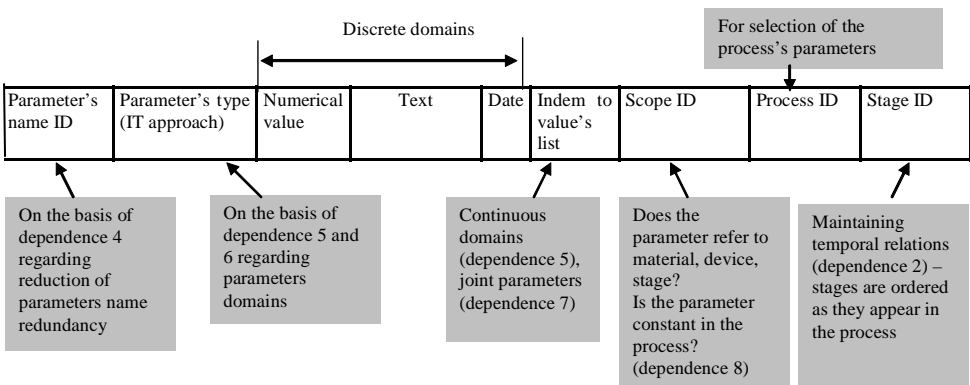 Discrete domains
For selection of the
process's parameters
Parameter's
name ID
Parameter's type
(IT approach)
Numerical
value
Text
Date
Indem to
value's
list
Scope ID
Process ID
Stage ID
On the basis of
dependence 4
regarding
reduction of
parameters name
redundancy
On the basis of
dependence 5 and
6 regarding
parameters
domains
Continuous
domains
(dependence 5),
joint parameters
(dependence 7)
Does the
parameter refer to
material, device,
stage?
Is the parameter
constant in the
process?
(dependence 8)
Maintaining
temporal relations
(dependence 2) –
stages are ordered
as they appear in
the process